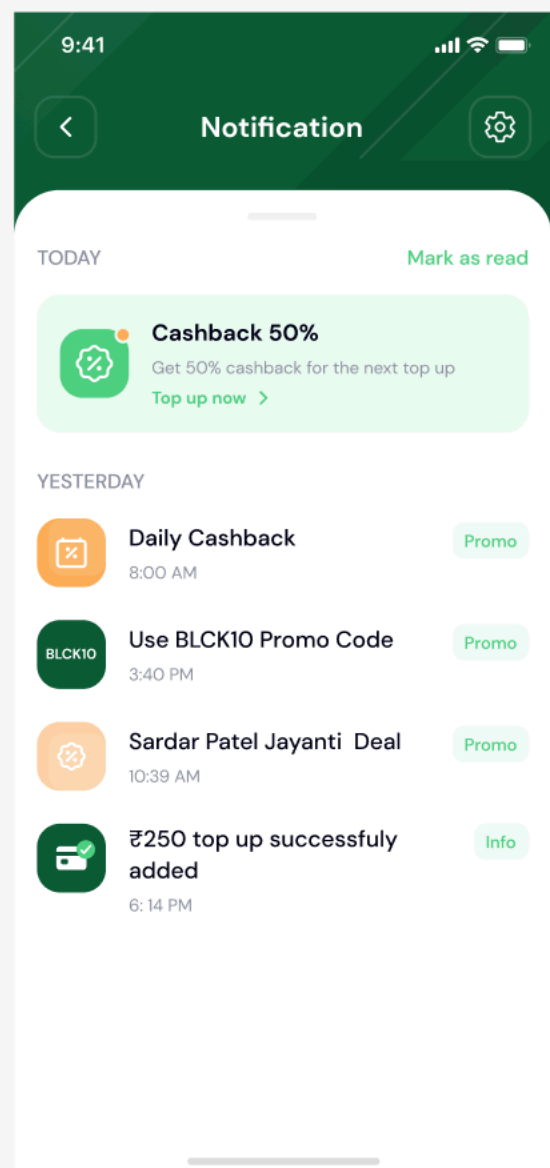 9:41
Notification
TODAY
Mark as read
Cashback 50%
Get 50% cashback for the next top up
Top up now
YESTERDAY
Daily Cashback
Promo
8:00 AM
BLCK10
Use BLCK10 Promo Code
Promo
3:40 PM
Sardar Patel Jayanti  Deal
Promo
10:39 AM
₹250 top up successfuly
added
Info
6: 14 PM